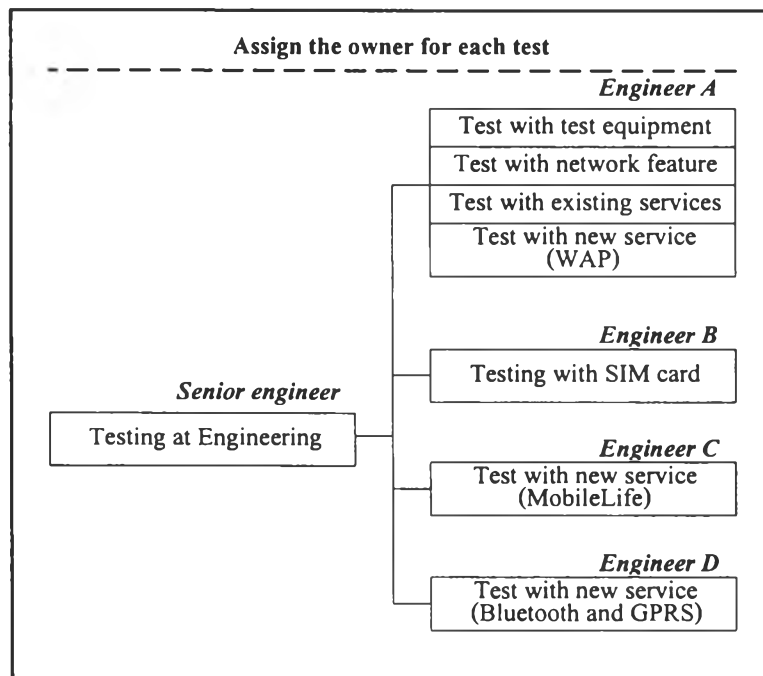 Assign the owner for each test
Engineer A
Test with test equipment
Test with network feature
Test with existing services
Test with new service
(WAP)
Engineer B
Testing with SIM card
Senior engineer
Testing at Engineering
Engineer C
Test with new service
(MobileLife)
Engineer D
Test with new service
(Bluetooth and GPRS)